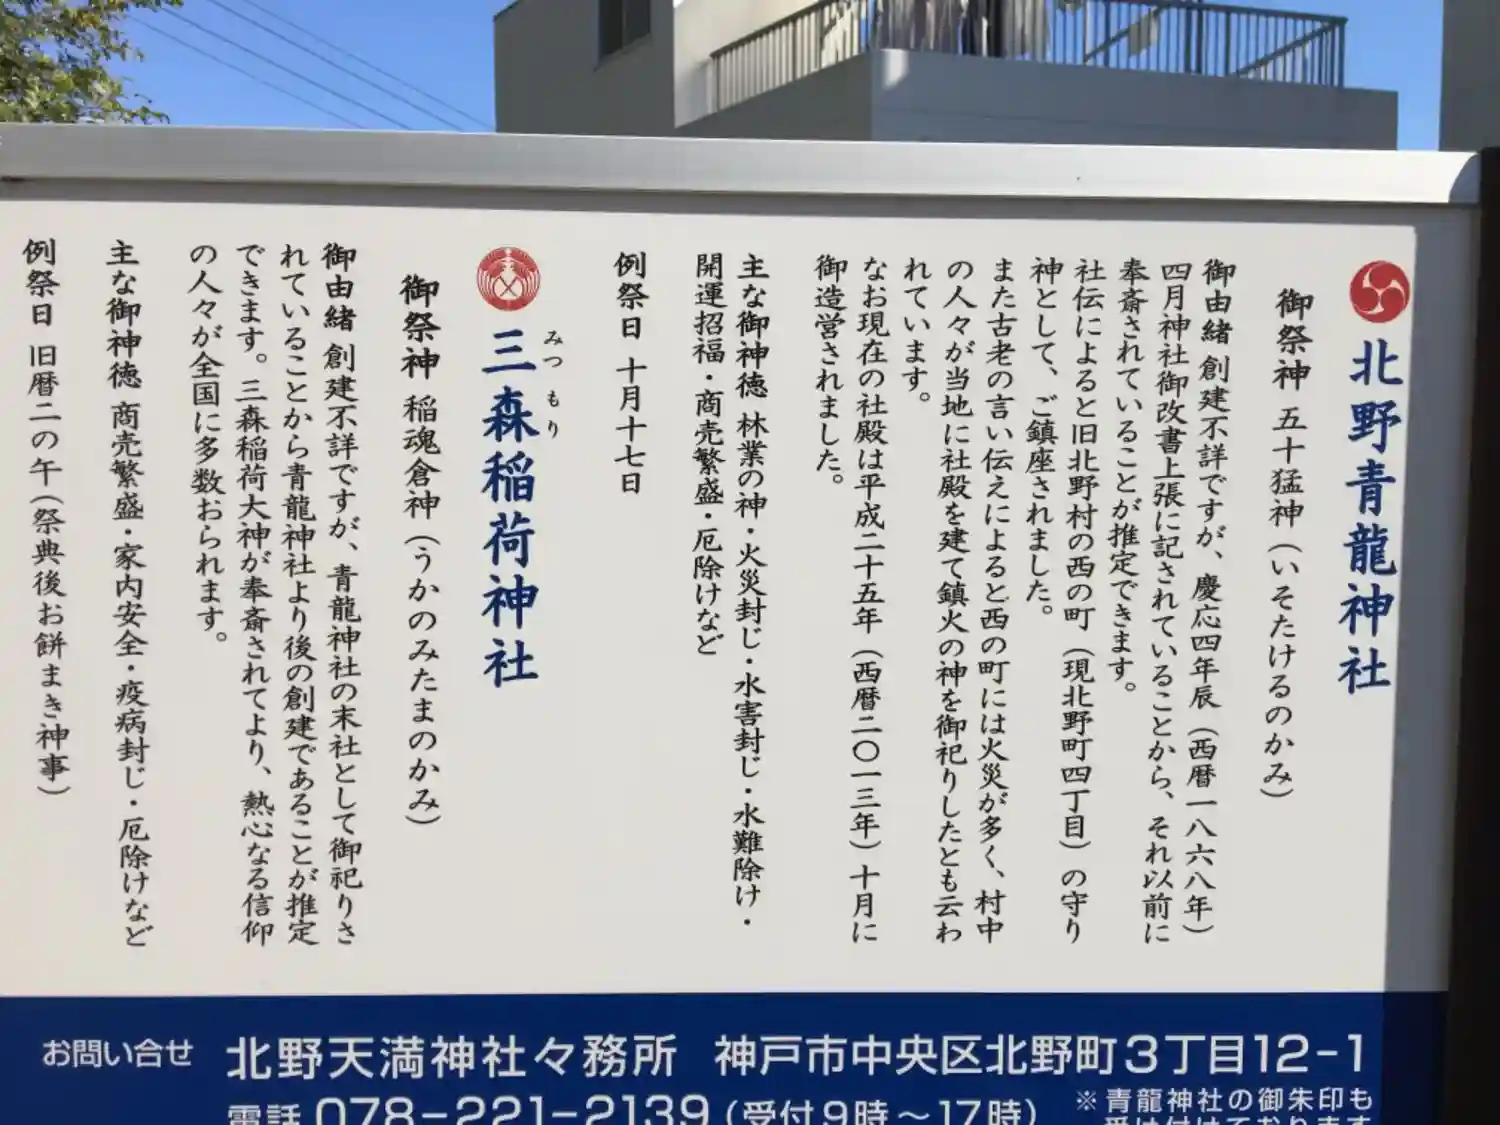 北野青龍神社
御祭神 五十猛神（いそたけるのかみ）
御由緒 創建不詳ですが、慶応四年辰（西暦一八六八年）
四月神社御改書上張に記されていることから、それ以前に
奉斎されていることが推定できます。
社伝によると旧北野村の西の町（現北野町四丁目）の守り
神として、ご鎮座されました。
また古老の言い伝えによると西の町には火災が多く、村中
の人々が当地に社殿を建て鎮火の神を御祀りしたとも云わ
れています。
なお現在の社殿は平成二十五年（西暦二〇一三年）十月に
御造営されました。
主な御神徳 林業の神・火災封じ・水害封じ・水難除け・
開運招福・商売繁盛・厄除けなど
例祭日 十月十七日
三森稲荷神社
みつ もり
御祭神 稲魂倉神（うかのみたまのかみ）
御由緒 創建不詳ですが、青龍神社の末社として御祀りさ
れていることから青龍神社より後の創建であることが推定
できます。三森稲荷大神が奉斎されてより、熱心なる信仰
の人々が全国に多数おられます。
主な御神徳 商売繁盛・家内安全・疫病封じ・厄除けなど
例祭日 旧暦二の午（祭典後お餅まき神事）
お問い合せ 北野天満神社々務所 神戸市中央区北野町3丁目12-1
電話 078-221-2139（受付9時～17時）
※青龍神社の御朱印も
受け付けております